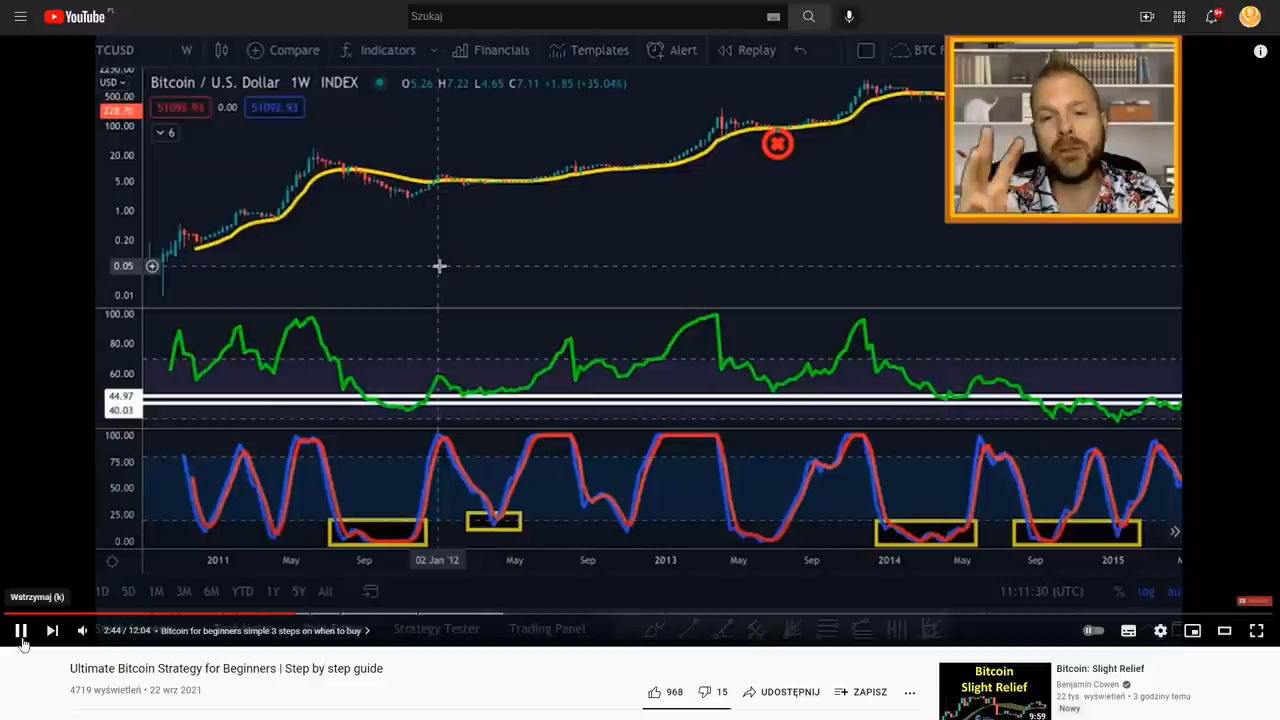 YouTube PL
Szukaj
9+
TCUSD W Compare Indicators Financials Templates Alert Replay BTC F
USD
Bitcoin / U.S. Dollar 1W INDEX O5.26 H7.22 L4.65 C7.11 +1.85 (+35.04%)
500.00
228.70
51092.93 0.00 51092.93
100.00
6
20.00
5.00
1.00
0.20
0.05
0.01
100.00
80.00
60.00
44.97
40.03
100.00
75.00
50.00
25.00
0.00
2011 May Sep 02 Jan '12 May Sep 2013 May Sep 2014 May Sep 2015
1D 5D 1M 3M 6M YTD 1Y 5Y All 11:11:30 (UTC) % log au
Wstrzymaj (k)
Strategy Tester Trading Panel
2:44 / 12:04 • Bitcoin for beginners simple 3 steps on when to buy
Ultimate Bitcoin Strategy for Beginners | Step by step guide
4719 wyświetleń • 22 wrz 2021
968 15 UDOSTĘPNIJ ZAPISZ
Bitcoin
Slight Relief
9:59
Bitcoin: Slight Relief
Benjamin Cowen
22 tys. wyświetleń • 3 godziny temu
Nowy